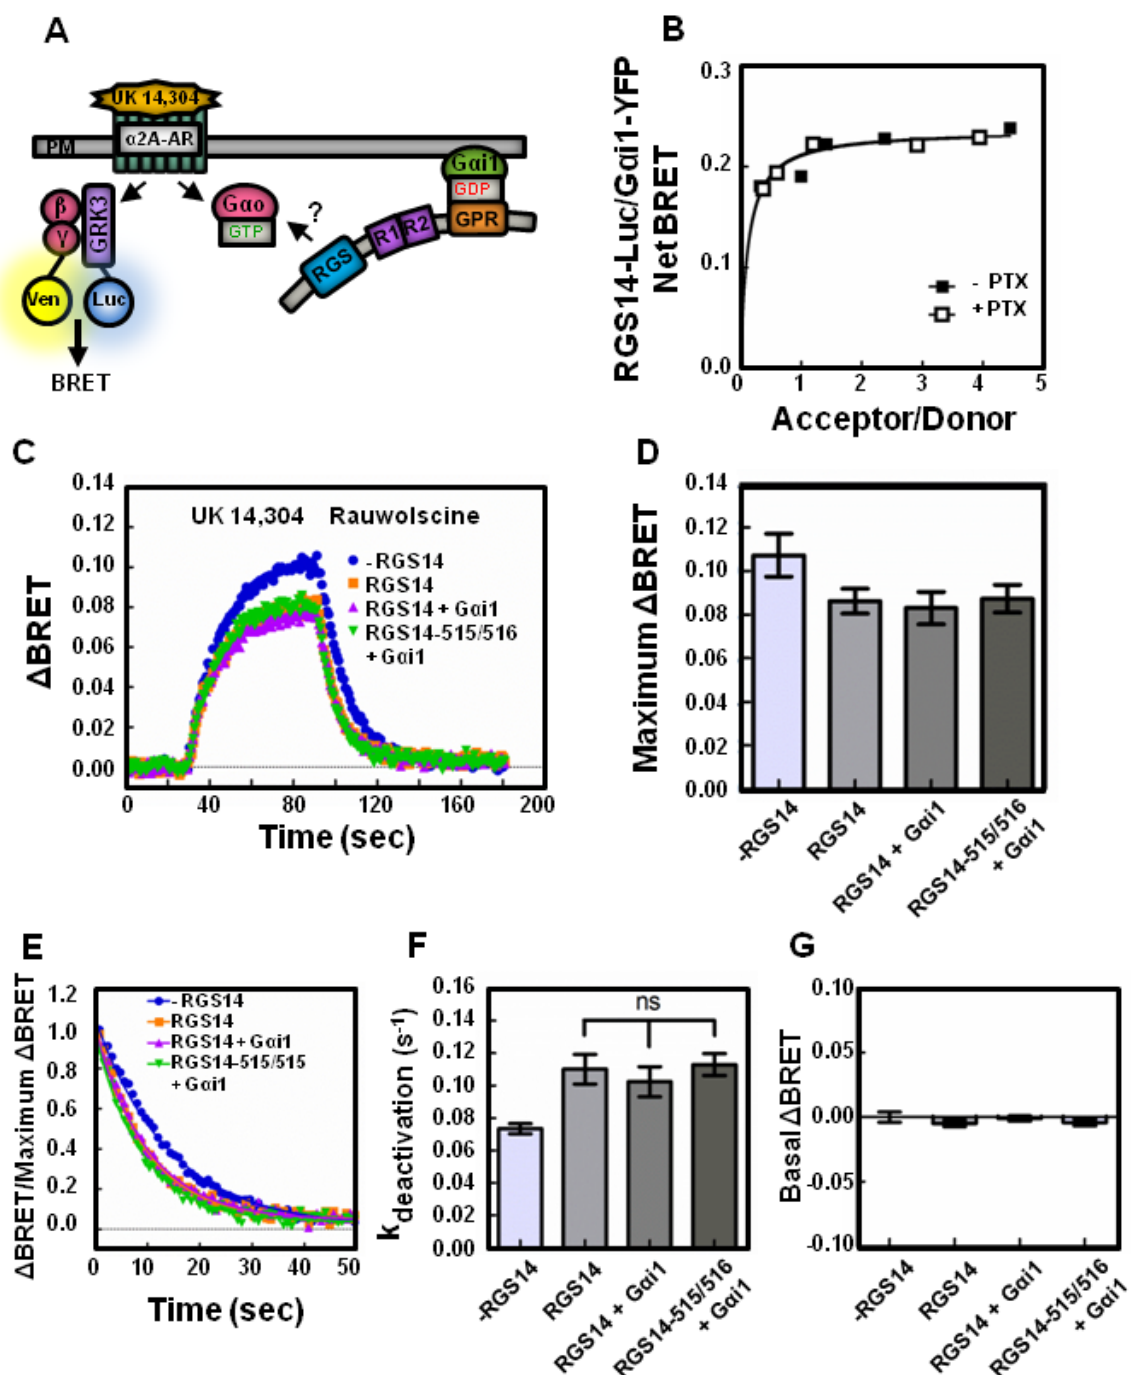 A
UK 14,304
PM
α2A-AR
β
γ
GRK3
Gαo
GTP
?
Gαi1
GDP
GPR
R1
R2
RGS
Ven
Luc
BRET
B
RGS14-Luc/Gαi1-YFP
Net BRET
0.3
0.2
0.1
0.0
- PTX
+ PTX
0 1 2 3 4 5
Acceptor/Donor
C
ΔBRET
0.14
0.12
0.10
0.08
0.06
0.04
0.02
0.00
UK 14,304 Rauwolscine
- RGS14
RGS14
RGS14 + Gαi1
RGS14-515/516
+ Gαi1
0 40 80 120 160 200
Time (sec)
D
Maximum ΔBRET
0.14
0.12
0.10
0.08
0.06
0.04
0.02
0.00
-RGS14
RGS14
RGS14 + Gαi1
RGS14-515/516
+ Gαi1
E
ΔBRET/Maximum ΔBRET
1.2
1.0
0.8
0.6
0.4
0.2
0.0
- RGS14
RGS14
RGS14 + Gαi1
RGS14-515/515
+ Gαi1
0 10 20 30 40 50
Time (sec)
F
kdeactivation (s-1)
0.16
0.14
0.12
0.10
0.08
0.06
0.04
0.02
0.00
ns
-RGS14
RGS14
RGS14 + Gαi1
RGS14-515/516
+ Gαi1
G
Basal ΔBRET
0.10
0.05
0.00
-0.05
-0.10
-RGS14
RGS14
RGS14 + Gαi1
RGS14-515/516
+ Gαi1